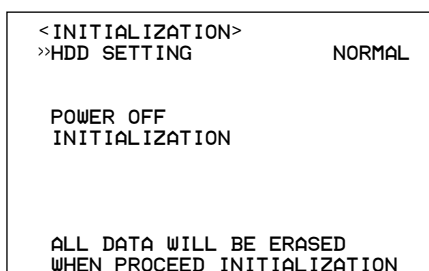 <INITIALIZATION>
»HDD SETTING NORMAL
POWER OFF
INITIALIZATION
ALL DATA WILL BE ERASED
WHEN PROCEED INITIALIZATION